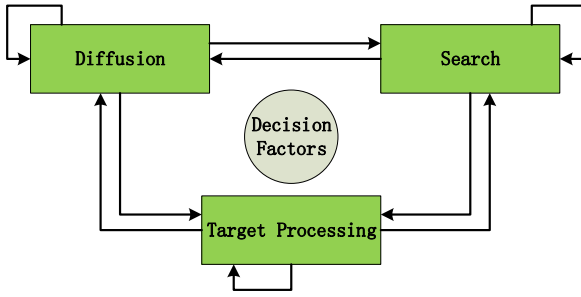 Diffusion
Search
Decision
Factors
Target Processing